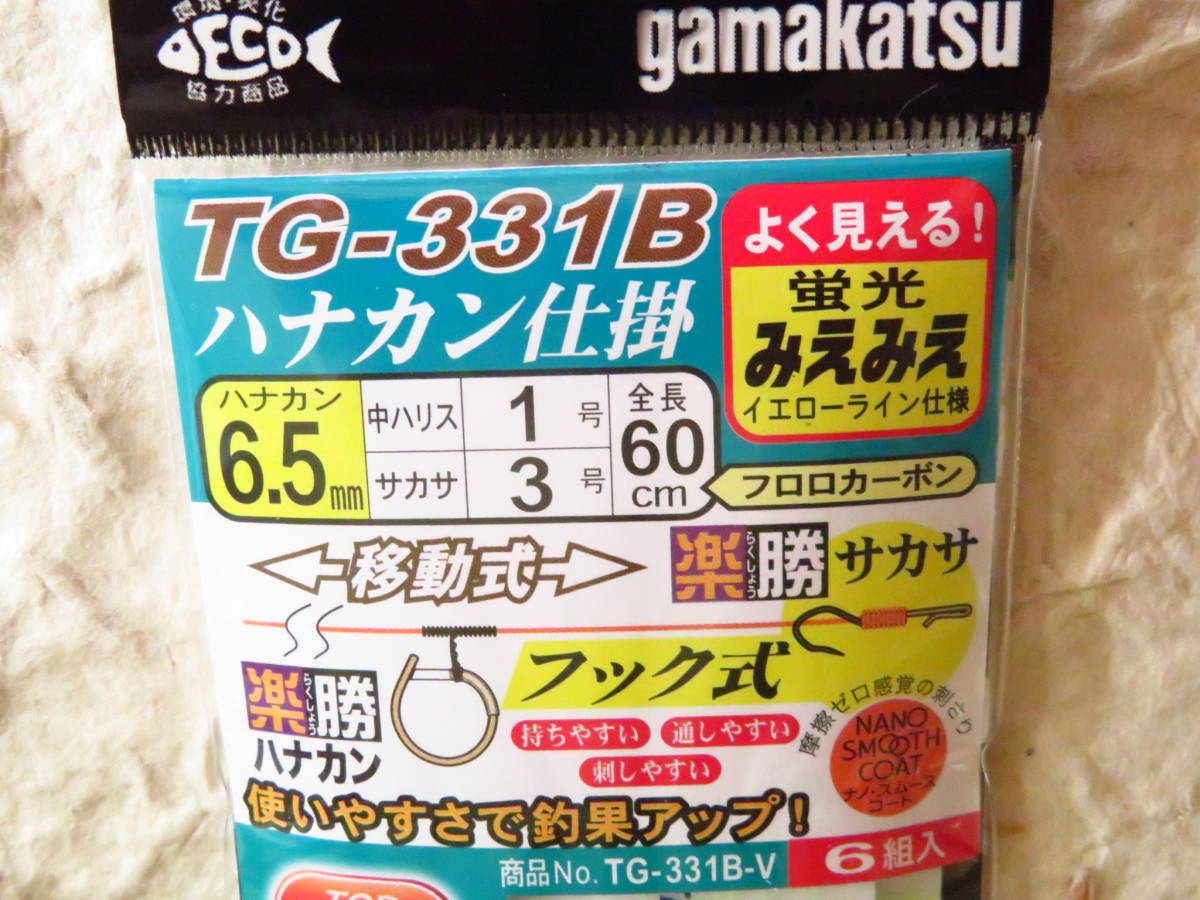 環境・美化
ECO
協力商品
gamakatsu
TG-331B
ハナカン仕掛
よく見える!
蛍光
みえみえ
イエローライン仕様
ハナカン
6.5mm
中ハリス 1号
サカサ 3号
全長
60
cm
フロロカーボン
移動式
楽勝 サカサ
らくしょう
楽勝
らくしょう
ハナカン
フック式
持ちやすい 通しやすい
刺しやすい
摩擦ゼロ感覚の刺さり
NANO
SMOOTH
COAT
ナノ・スムース
コート
使いやすさで釣果アップ!
商品No. TG-331B-V
6組入
TOP